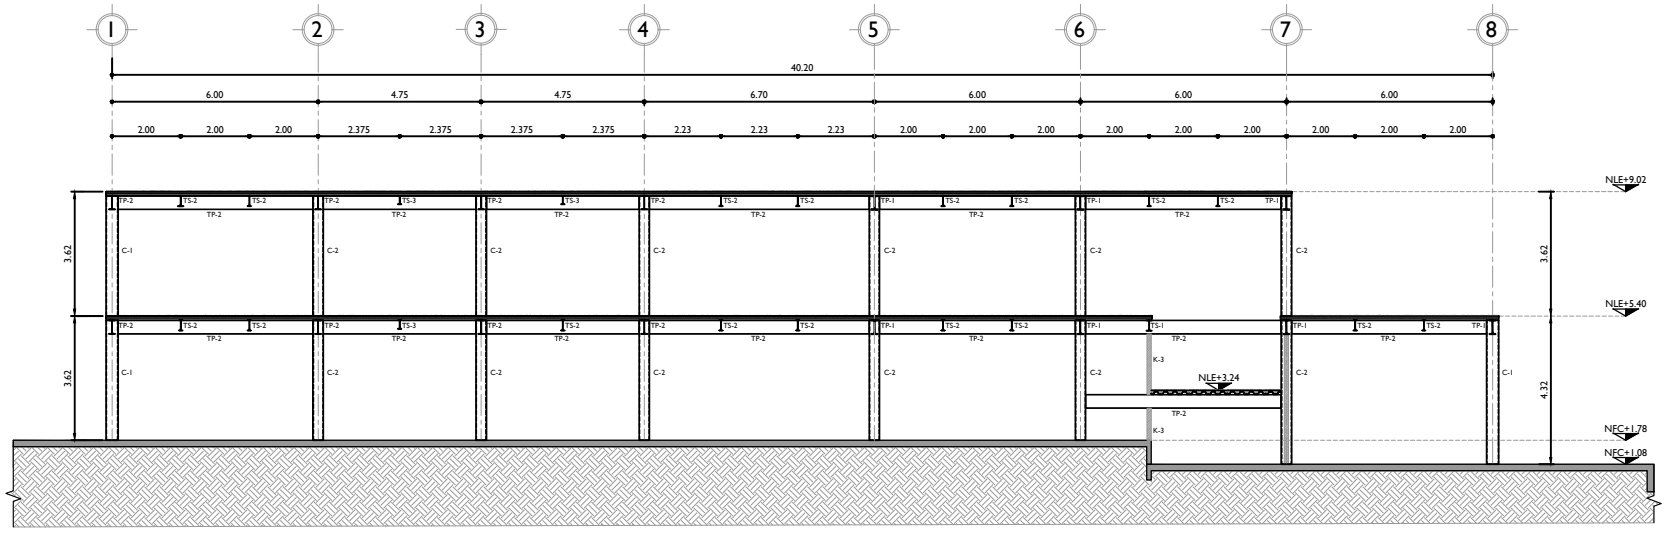 1 2 3 4 5 6 7 8
40.20
6.00 4.75 4.75 6.70 6.00 6.00 6.00
2.00 2.00 2.00 2.375 2.375 2.375 2.375 2.23 2.23 2.23 2.00 2.00 2.00 2.00 2.00 2.00 2.00 2.00 2.00
NLE+9.02
TP-2 TS-2 TS-2 TP-2 TS-3 TP-2 TS-3 TP-2 TS-2 TS-2 TP-1 TS-2 TS-2 TP-1 TS-2 TS-2 TP-1
TP-2 TP-2 TP-2 TP-2 TP-2 TP-2
3.62 C-1 C-2 C-2 C-2 C-2 C-2 C-2 3.62
NLE+5.40
TP-2 TS-2 TS-2 TP-2 TS-3 TP-2 TS-2 TP-2 TS-2 TS-2 TP-1 TS-2 TS-2 TP-1 TS-1 TP-1 TS-2 TS-2 TP-1
TP-2 TP-2 TP-2 TP-2 TP-2 TP-2 TP-2
K-3
3.62 C-1 C-2 C-2 C-2 C-2 C-2 C-2 C-1 4.32
NLE+3.24
TP-2
K-3
NFC+1.78
NFC+1.08